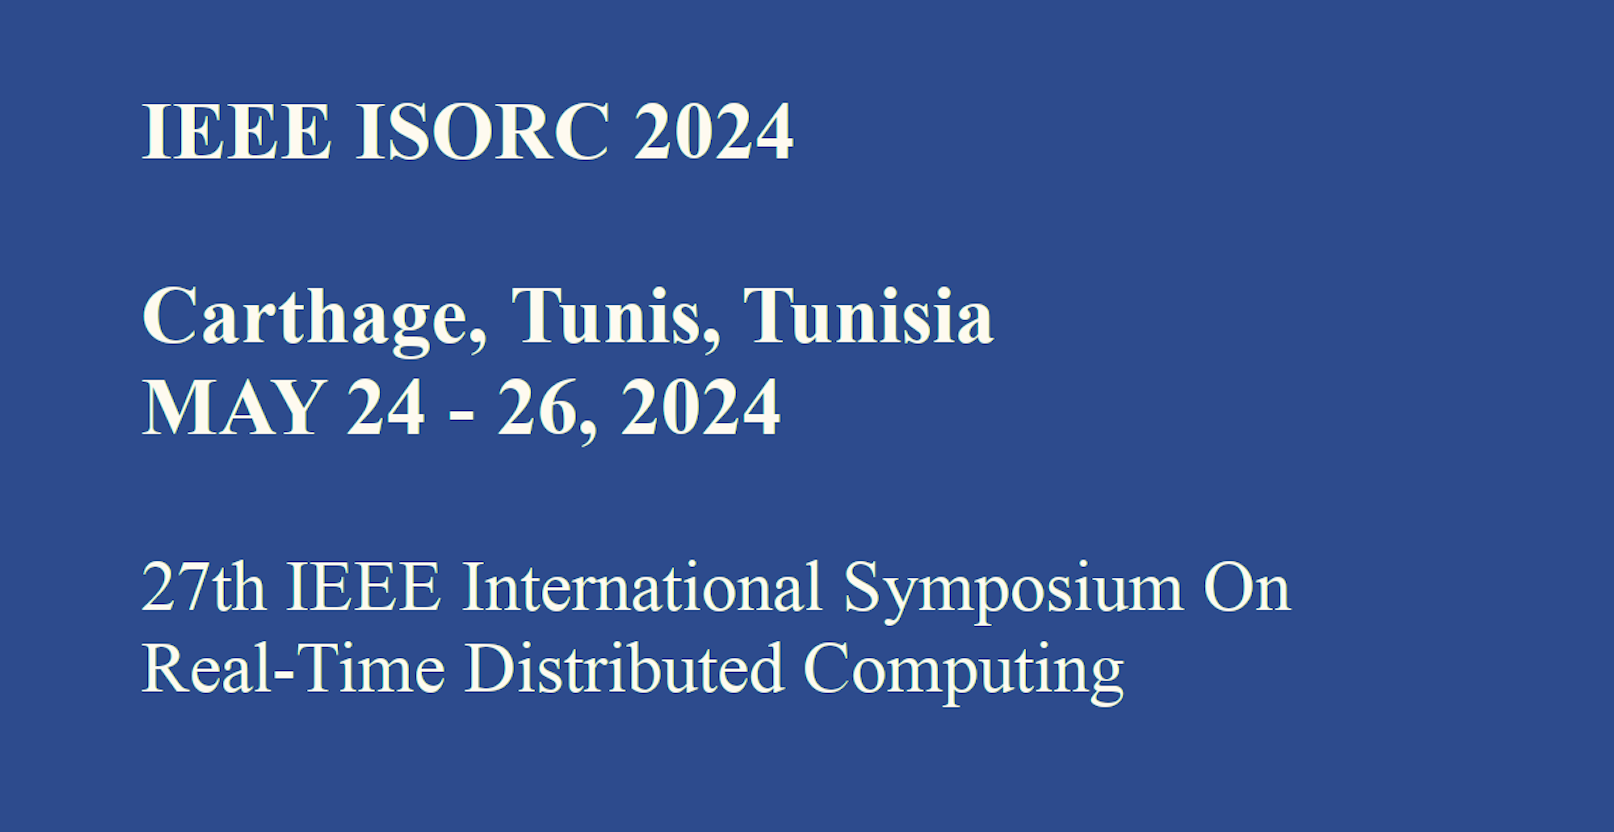 IEEE ISORC 2024
Carthage, Tunis, Tunisia
MAY 24 - 26, 2024
27th IEEE International Symposium On
Real-Time Distributed Computing